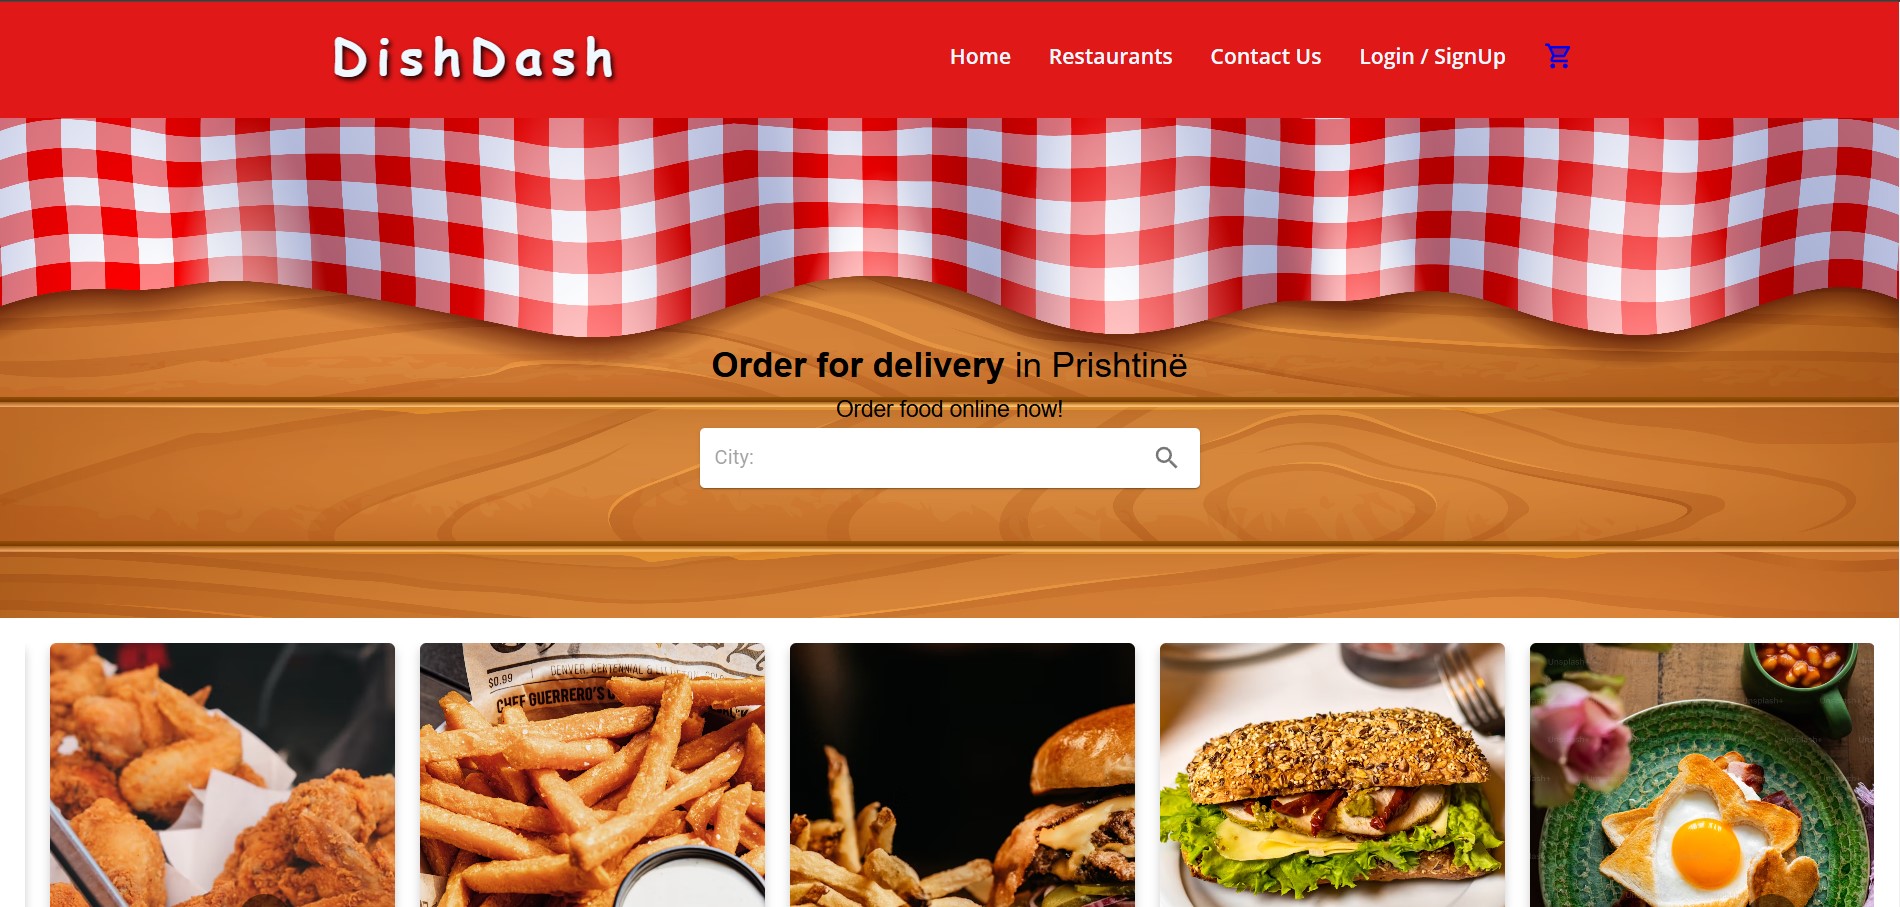 DishDash
Home Restaurants Contact Us Login / SignUp
Order for delivery in Prishtinë
Order food online now!
City:
DENVER, CENTENNIAL &
$0.99
CHEF GUERRERO'S
Unsplash+